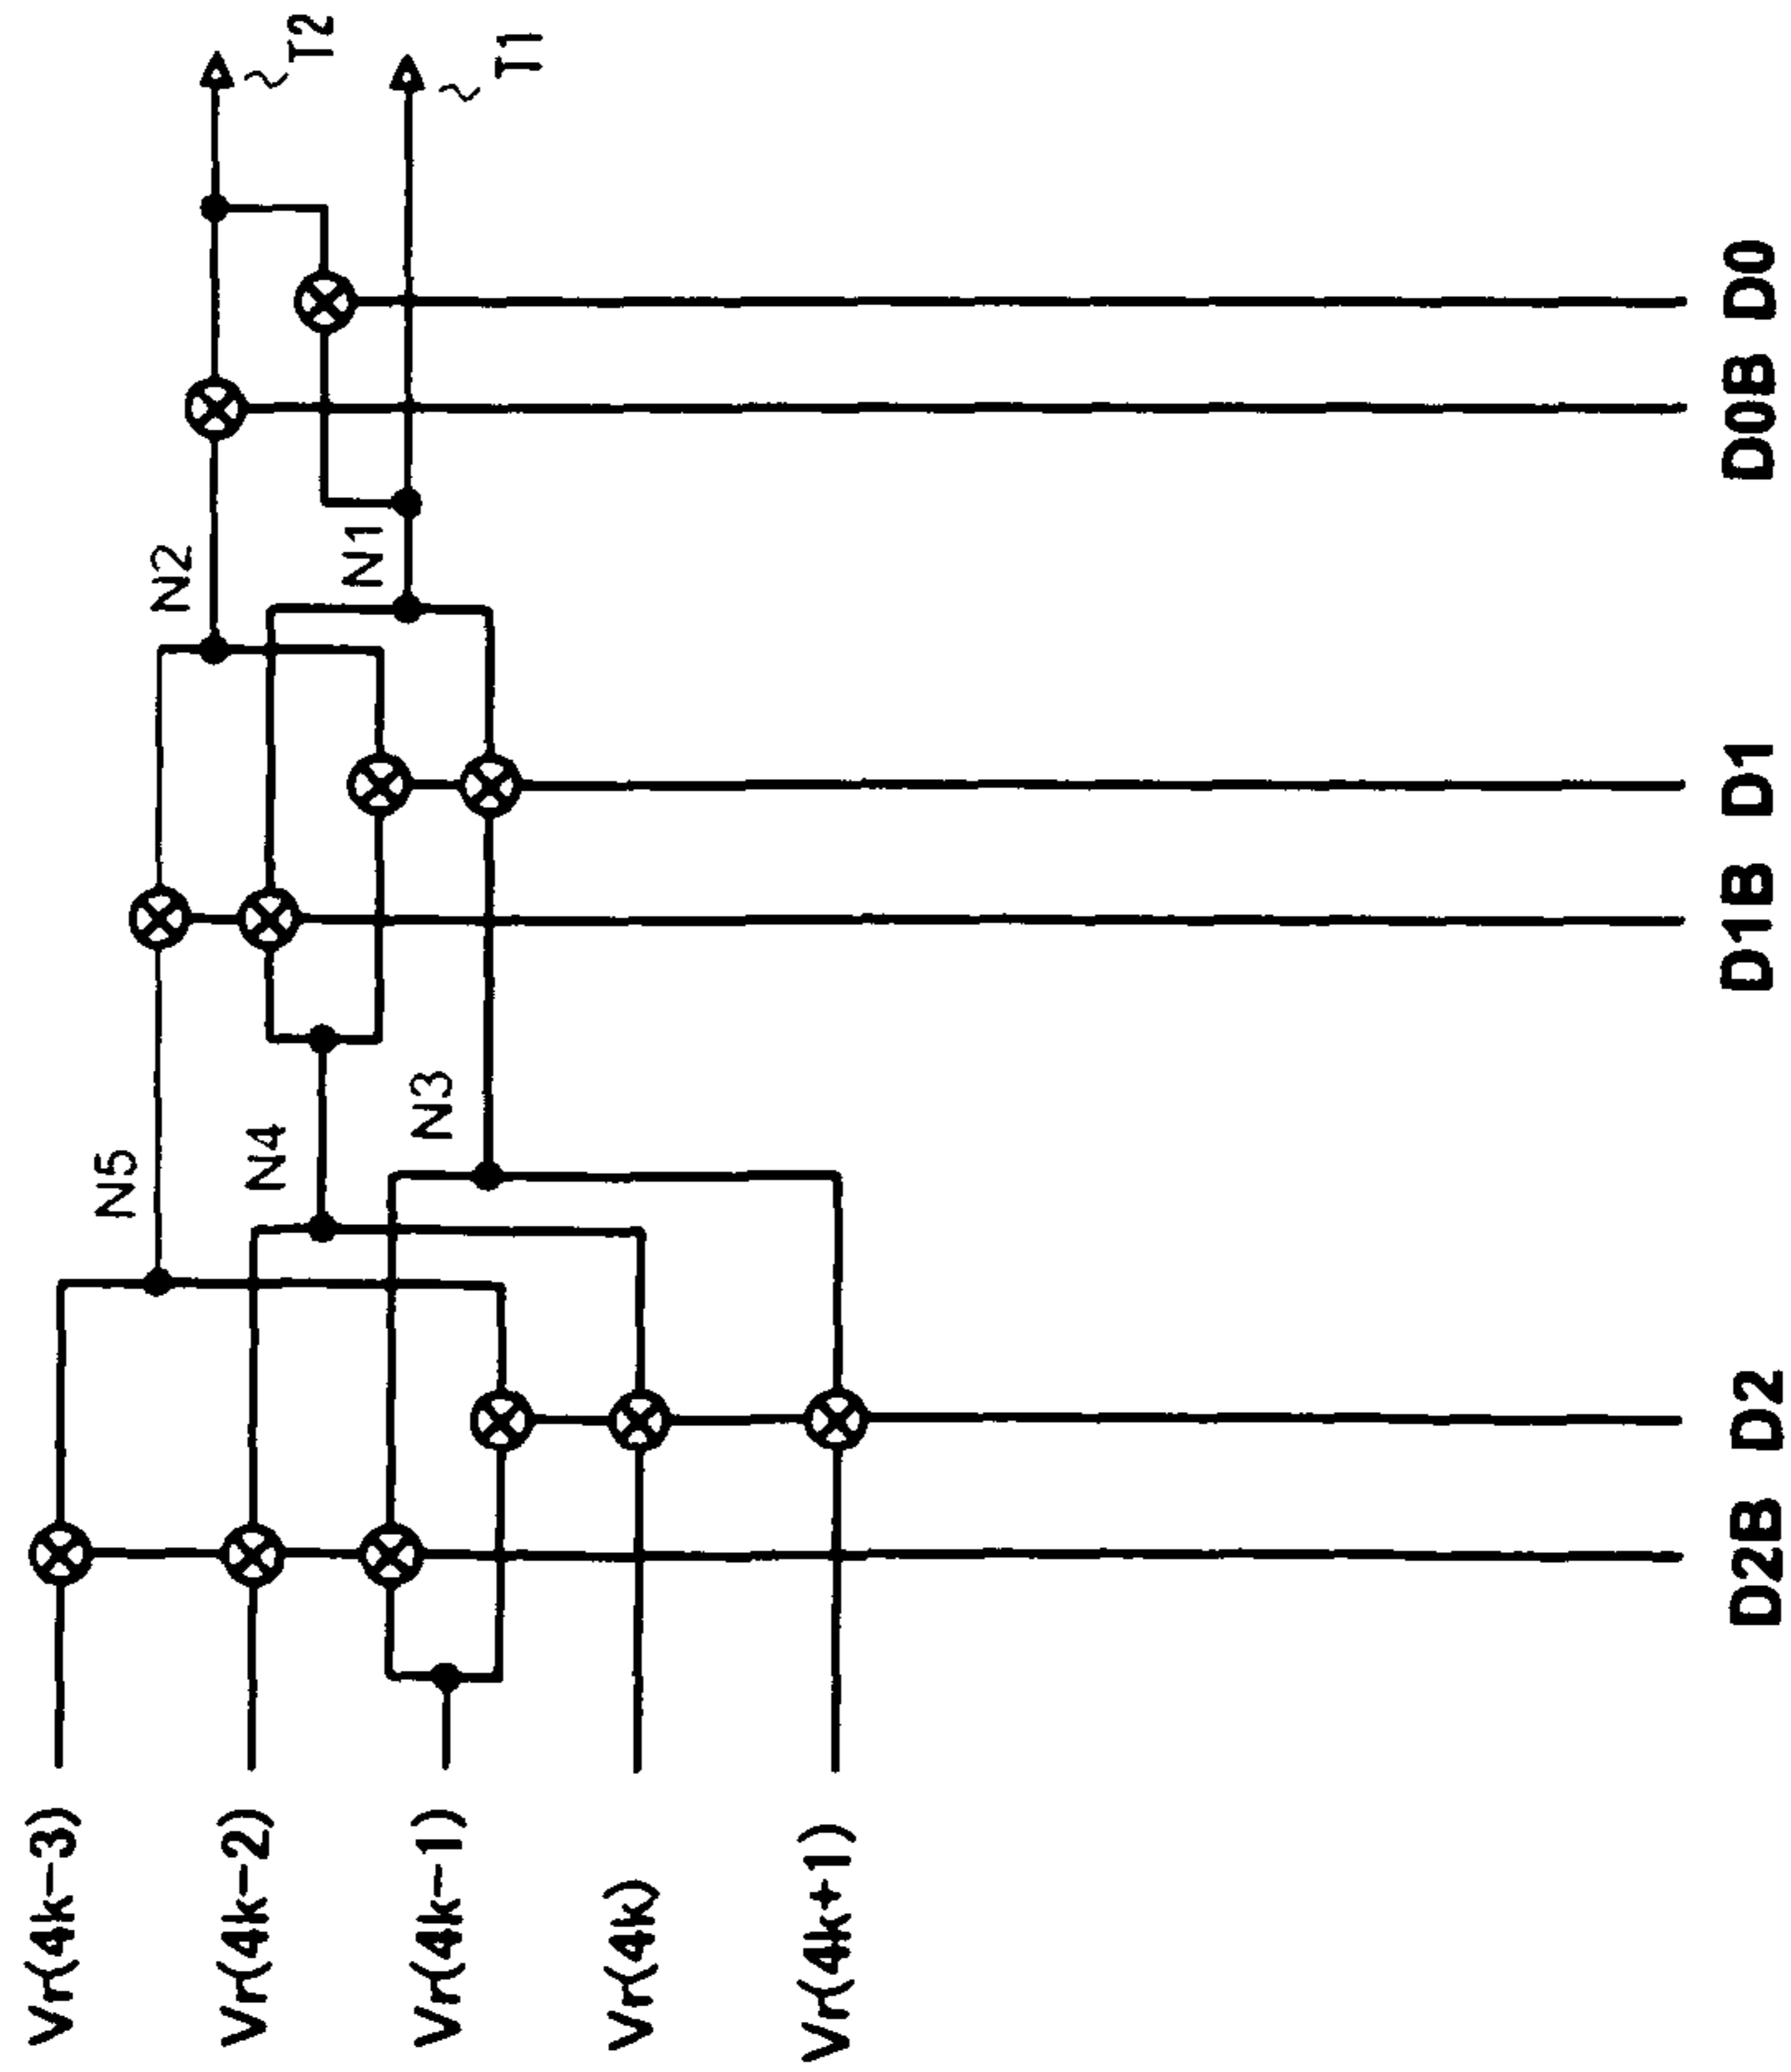 Vr(4k-3)
Vr(4k-2)
Vr(4k-1)
Vr(4k)
Vr(4k+1)
N5
N4
N3
N2
N1
T2
T1
D2B D2
D1B D1
D0B D0